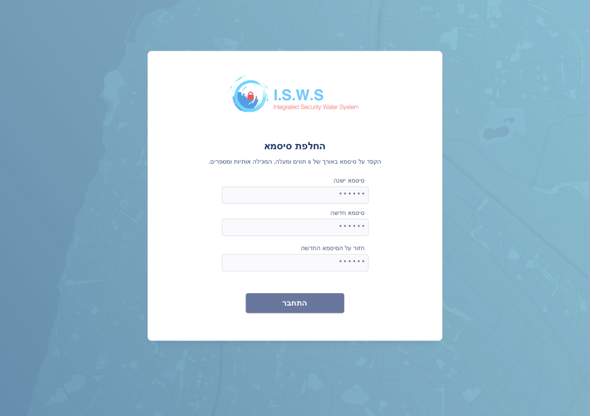 I.S.W.S
Integrated Security Water System
החלפת סיסמא
הקפד על סיסמא באורך של 6 תווים ומעלה, המכילה אותיות ומספרים.
סיסמא ישנה
* * * * * *
סיסמא חדשה
* * * * * *
חזור על הסיסמא החדשה
* * * * * *
התחבר